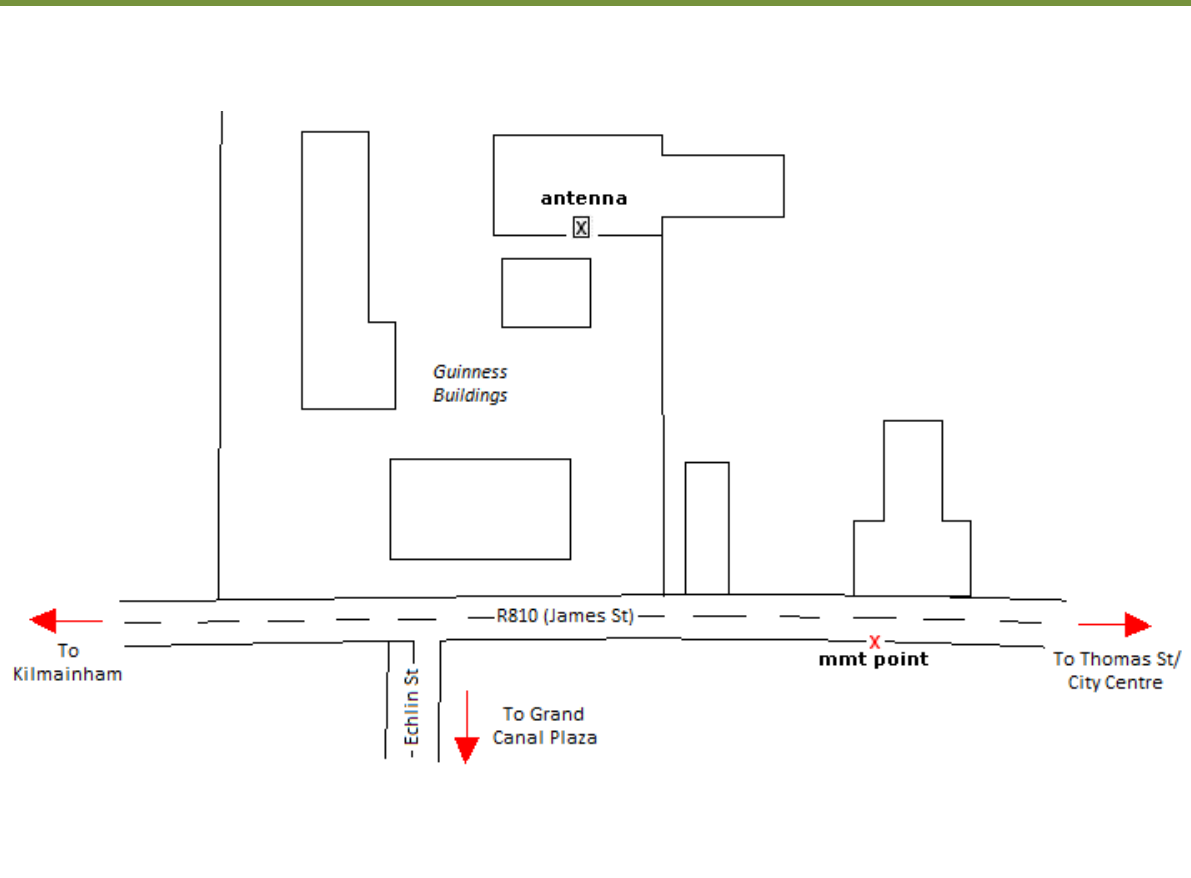 antenna
X
Guinness
Buildings
R810 (James St)
To
Kilmainham
X
mmt point
To Thomas St/
City Centre
Echlin St
To Grand
Canal Plaza